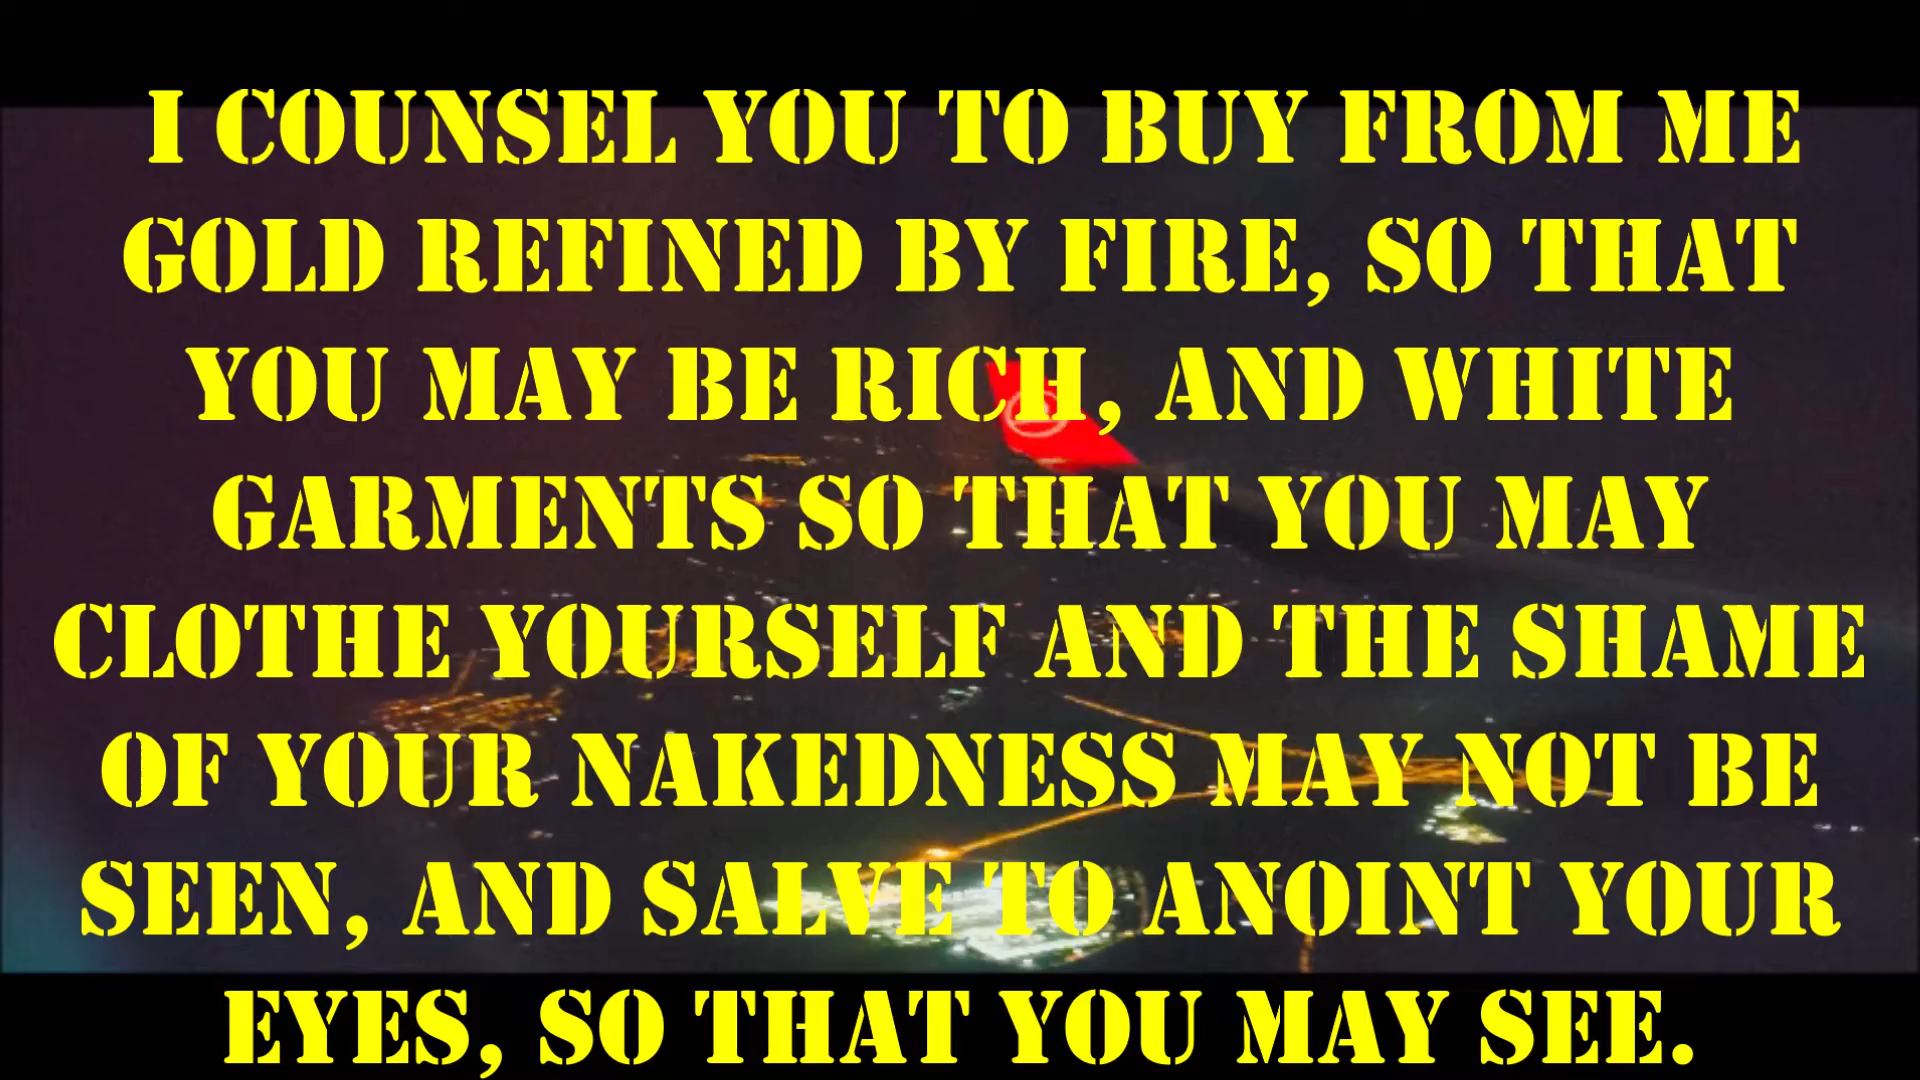 I COUNSEL YOU TO BUY FROM ME
GOLD REFINED BY FIRE, SO THAT
YOU MAY BE RICH, AND WHITE
GARMENTS SO THAT YOU MAY
CLOTHE YOURSELF AND THE SHAME
OF YOUR NAKEDNESS MAY NOT BE
SEEN, AND SALVE TO ANOINT YOUR
EYES, SO THAT YOU MAY SEE.